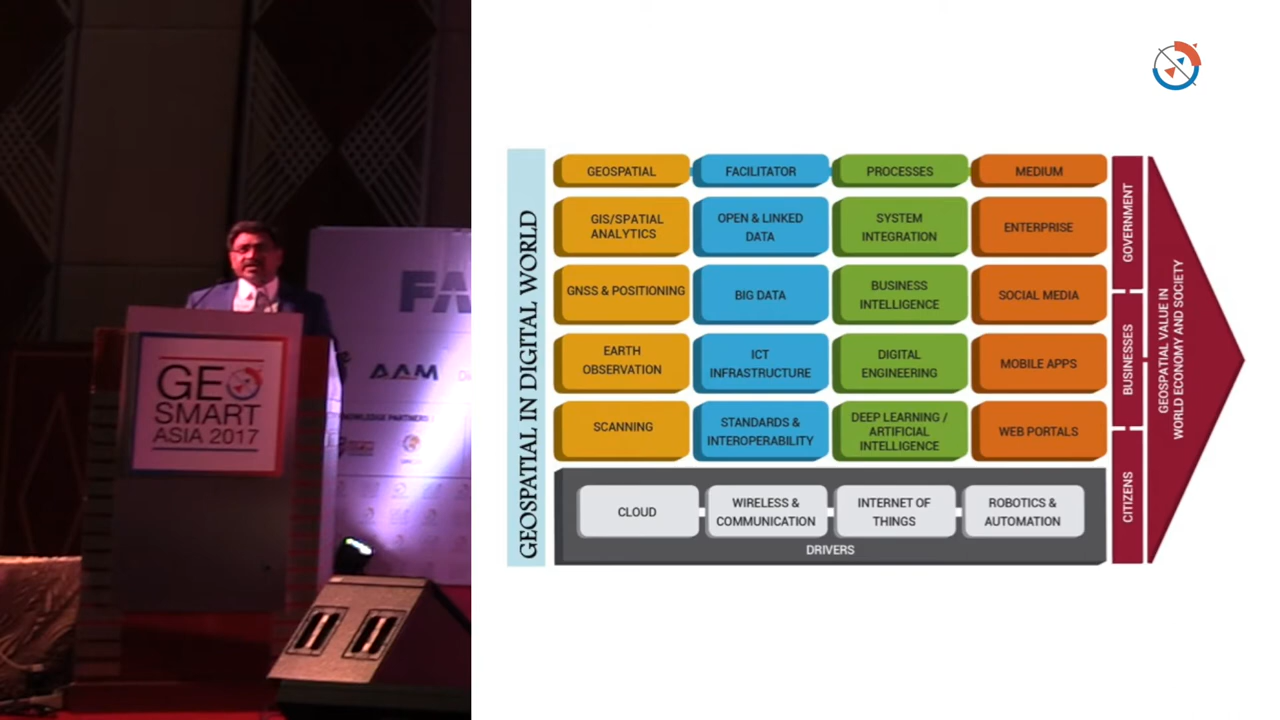 FA
AAM
KNOWLEDGE PARTNERS
GEO
SMART
ASIA 2017
GEOSPATIAL IN DIGITAL WORLD
GEOSPATIAL
FACILITATOR
PROCESSES
MEDIUM
GIS/SPATIAL
ANALYTICS
OPEN & LINKED
DATA
SYSTEM
INTEGRATION
ENTERPRISE
GNSS & POSITIONING
BIG DATA
BUSINESS
INTELLIGENCE
SOCIAL MEDIA
EARTH
OBSERVATION
ICT
INFRASTRUCTURE
DIGITAL
ENGINEERING
MOBILE APPS
SCANNING
STANDARDS &
INTEROPERABILITY
DEEP LEARNING /
ARTIFICIAL
INTELLIGENCE
WEB PORTALS
CLOUD
WIRELESS &
COMMUNICATION
INTERNET OF
THINGS
ROBOTICS &
AUTOMATION
DRIVERS
GOVERNMENT
BUSINESSES
CITIZENS
GEOSPATIAL VALUE IN
WORLD ECONOMY AND SOCIETY